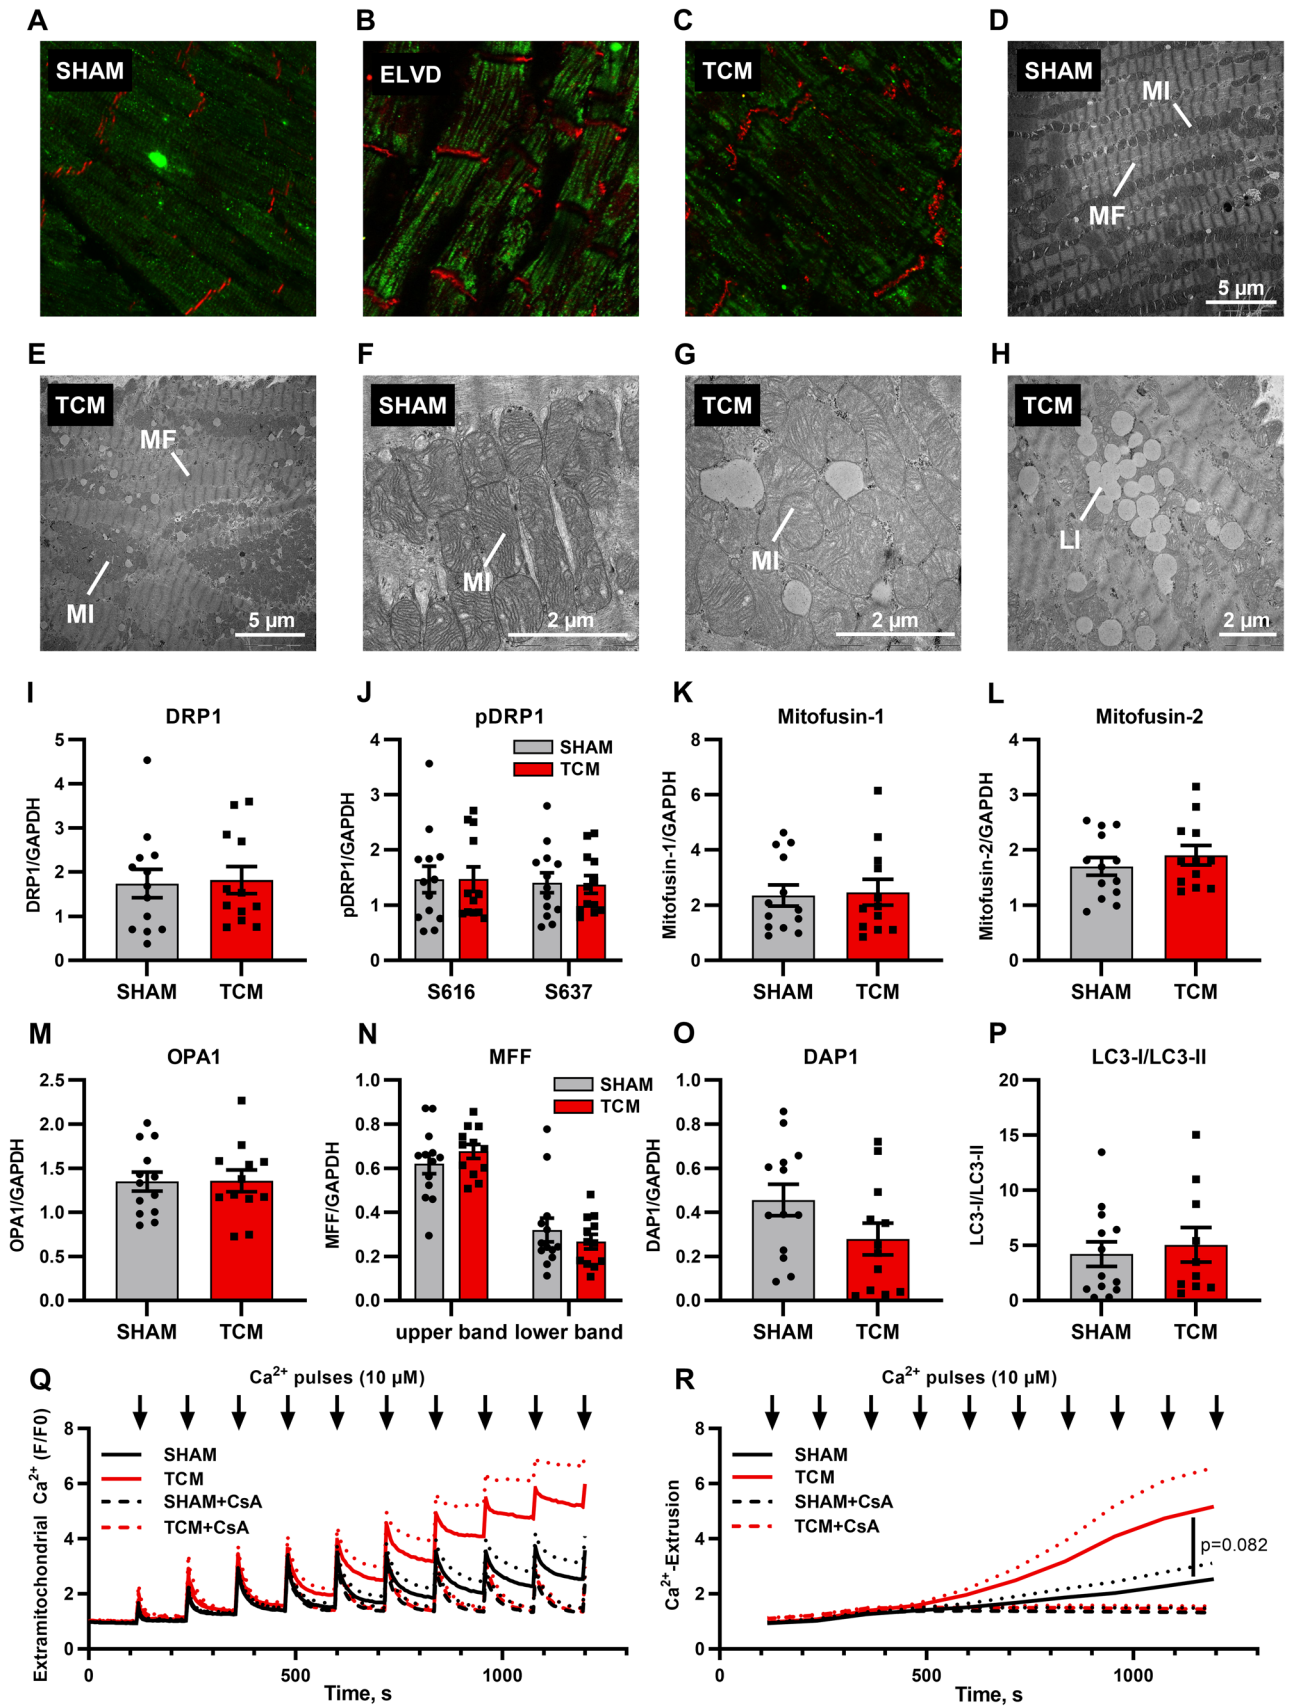 A
B
C
D
SHAM
ELVD
TCM
SHAM
MI
MF
5 µm
E
F
G
H
TCM
SHAM
TCM
TCM
MF
MI
MI
MI
LI
5 µm
2 µm
2 µm
2 µm
I
J
K
L
DRP1
pDRP1
Mitofusin-1
Mitofusin-2
SHAM
TCM
DRP1/GAPDH
5
4
3
2
1
0
SHAM
TCM
pDRP1/GAPDH
4
3
2
1
0
S616
S637
Mitofusin-1/GAPDH
8
6
4
2
0
SHAM
TCM
Mitofusin-2/GAPDH
4
3
2
1
0
SHAM
TCM
M
N
O
P
OPA1
MFF
DAP1
LC3-I/LC3-II
SHAM
TCM
OPA1/GAPDH
2.5
2.0
1.5
1.0
0.5
0.0
SHAM
TCM
MFF/GAPDH
1.0
0.8
0.6
0.4
0.2
0.0
upper band
lower band
DAP1/GAPDH
1.0
0.8
0.6
0.4
0.2
0.0
SHAM
TCM
LC3-I/LC3-II
20
15
10
5
0
SHAM
TCM
Q
Ca2+ pulses (10 µM)
Extramitochondrial Ca2+ (F/F0)
8
6
4
2
0
SHAM
TCM
SHAM+CsA
TCM+CsA
0
500
1000
Time, s
R
Ca2+ pulses (10 µM)
Ca2+-Extrusion
8
6
4
2
0
SHAM
TCM
SHAM+CsA
TCM+CsA
p=0.082
0
500
1000
Time, s